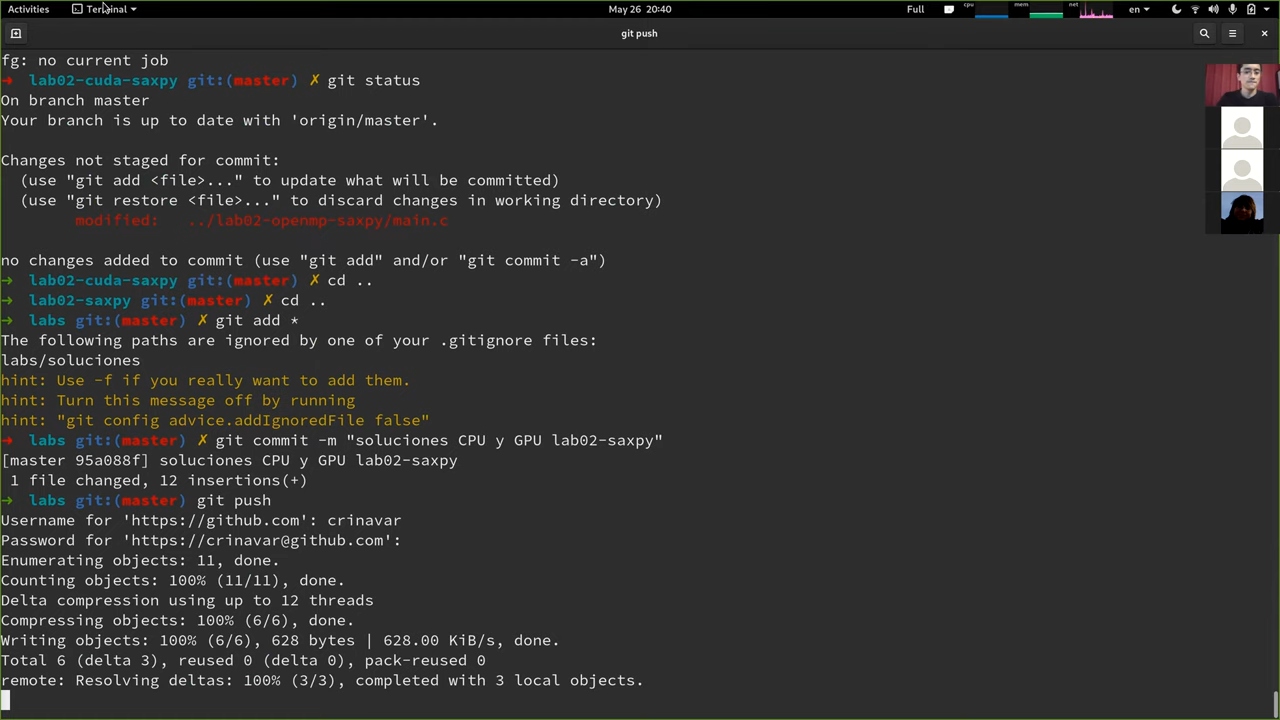 Activities
Terminal
May 26 20:40
Full
cpu
mem
net
en
git push
fg: no current job
→ lab02-cuda-saxpy git:(master) ✗ git status
On branch master
Your branch is up to date with 'origin/master'.
Changes not staged for commit:
(use "git add <file>..." to update what will be committed)
(use "git restore <file>..." to discard changes in working directory)
modified: ../lab02-openmp-saxpy/main.c
no changes added to commit (use "git add" and/or "git commit -a")
→ lab02-cuda-saxpy git:(master) ✗ cd ..
→ lab02-saxpy git:(master) ✗ cd ..
→ labs git:(master) ✗ git add *
The following paths are ignored by one of your .gitignore files:
labs/soluciones
hint: Use -f if you really want to add them.
hint: Turn this message off by running
hint: "git config advice.addIgnoredFile false"
→ labs git:(master) ✗ git commit -m "soluciones CPU y GPU lab02-saxpy"
[master 95a088f] soluciones CPU y GPU lab02-saxpy
1 file changed, 12 insertions(+)
→ labs git:(master) git push
Username for 'https://github.com': crinavar
Password for 'https://crinavar@github.com':
Enumerating objects: 11, done.
Counting objects: 100% (11/11), done.
Delta compression using up to 12 threads
Compressing objects: 100% (6/6), done.
Writing objects: 100% (6/6), 628 bytes | 628.00 KiB/s, done.
Total 6 (delta 3), reused 0 (delta 0), pack-reused 0
remote: Resolving deltas: 100% (3/3), completed with 3 local objects.